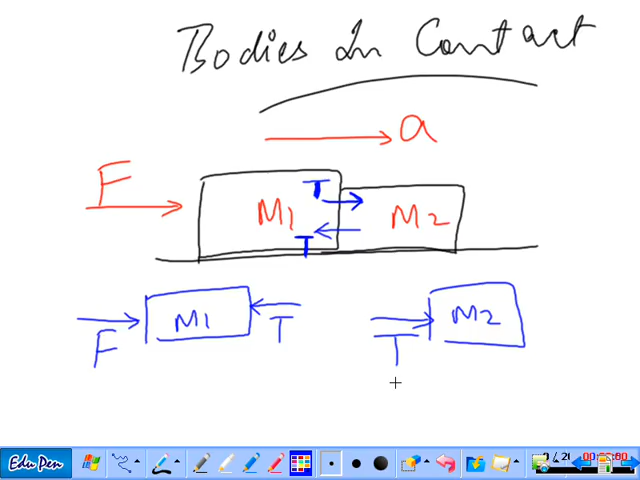 Bodies In Contact
a
F
T
M1 M2
T
M1 M2
F T T
Edu Pen